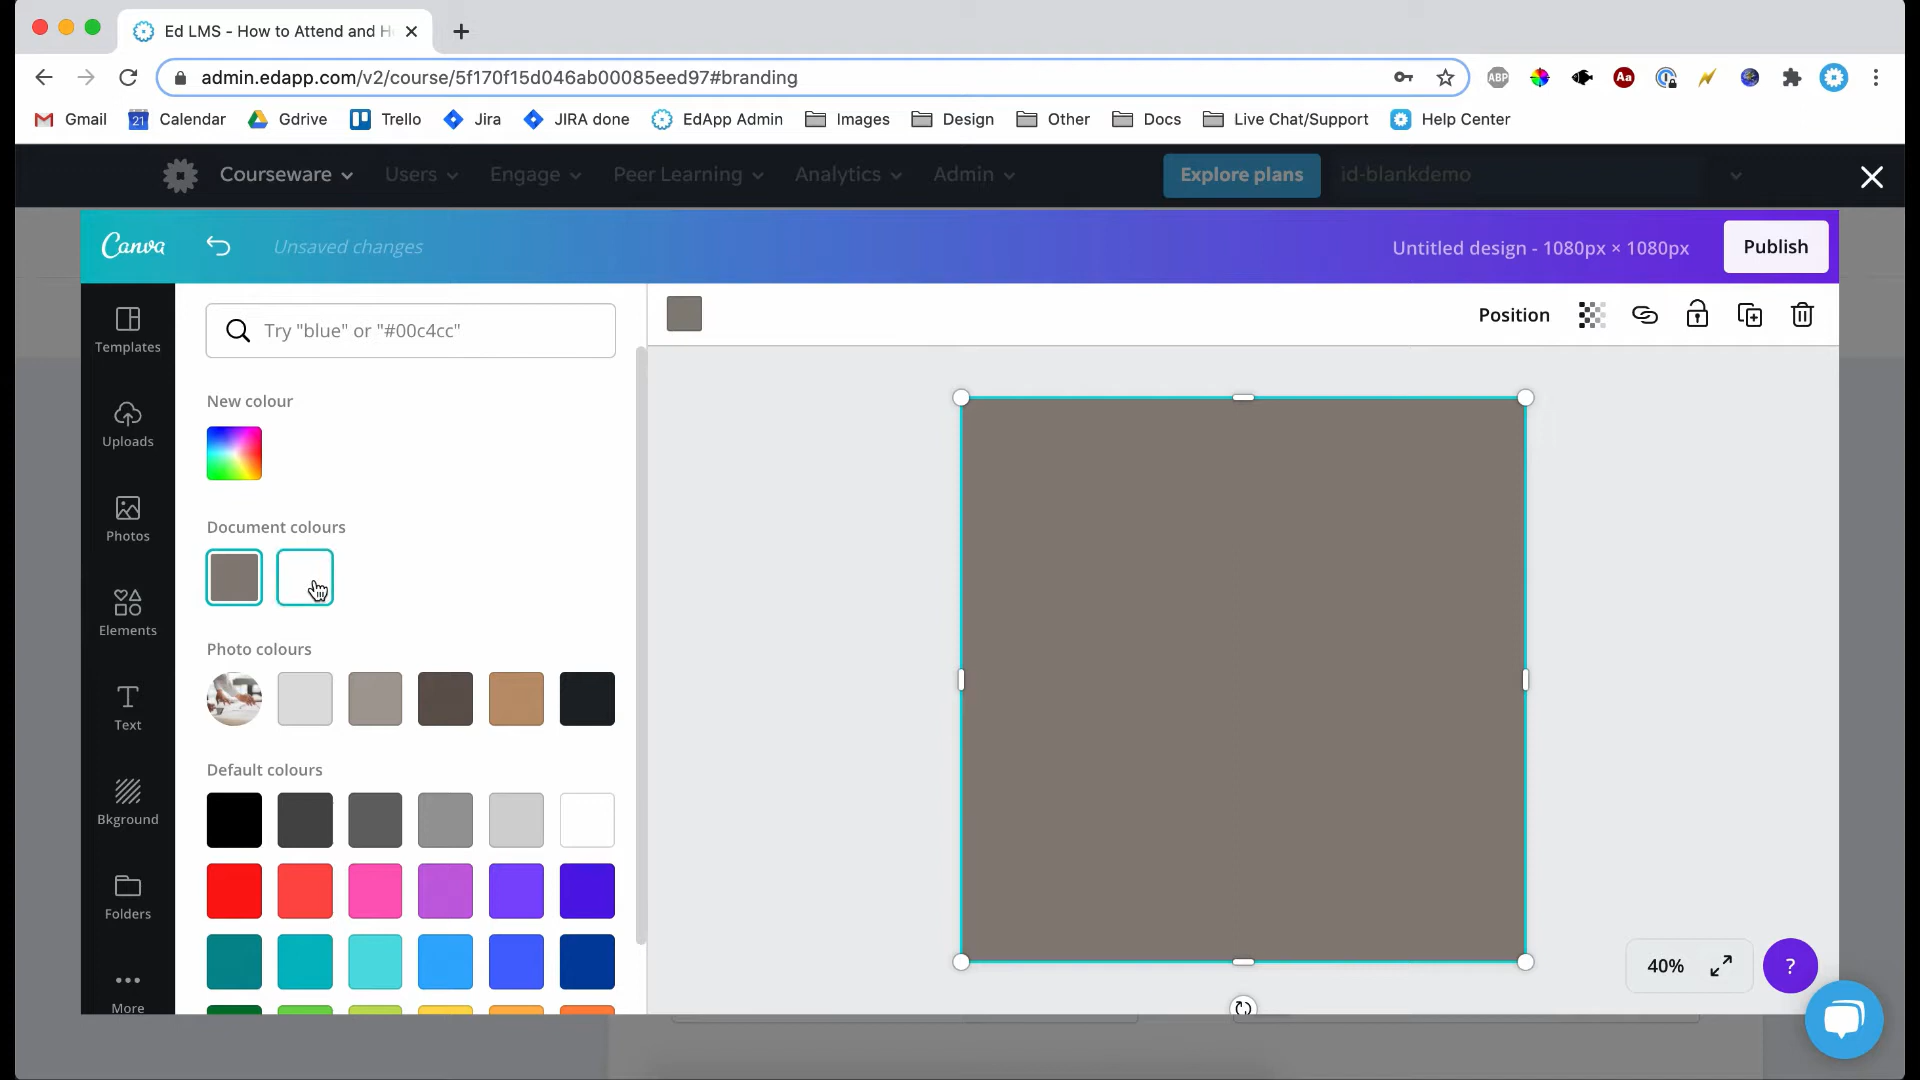 Ed LMS - How to Attend and H
admin.edapp.com/v2/course/5f170f15d046ab00085eed97#branding
ABP
Aa
Gmail
21
Calendar
Gdrive
Trello
Jira
JIRA done
EdApp Admin
Images
Design
Other
Docs
Live Chat/Support
Help Center
Courseware
Users
Engage
Peer Learning
Analytics
Admin
Explore plans
id-blankdemo
Canva
Unsaved changes
Untitled design - 1080px × 1080px
Publish
Templates
Uploads
Photos
Elements
Text
Bkground
Folders
More
Try "blue" or "#00c4cc"
New colour
Document colours
Photo colours
Default colours
Position
40%
?